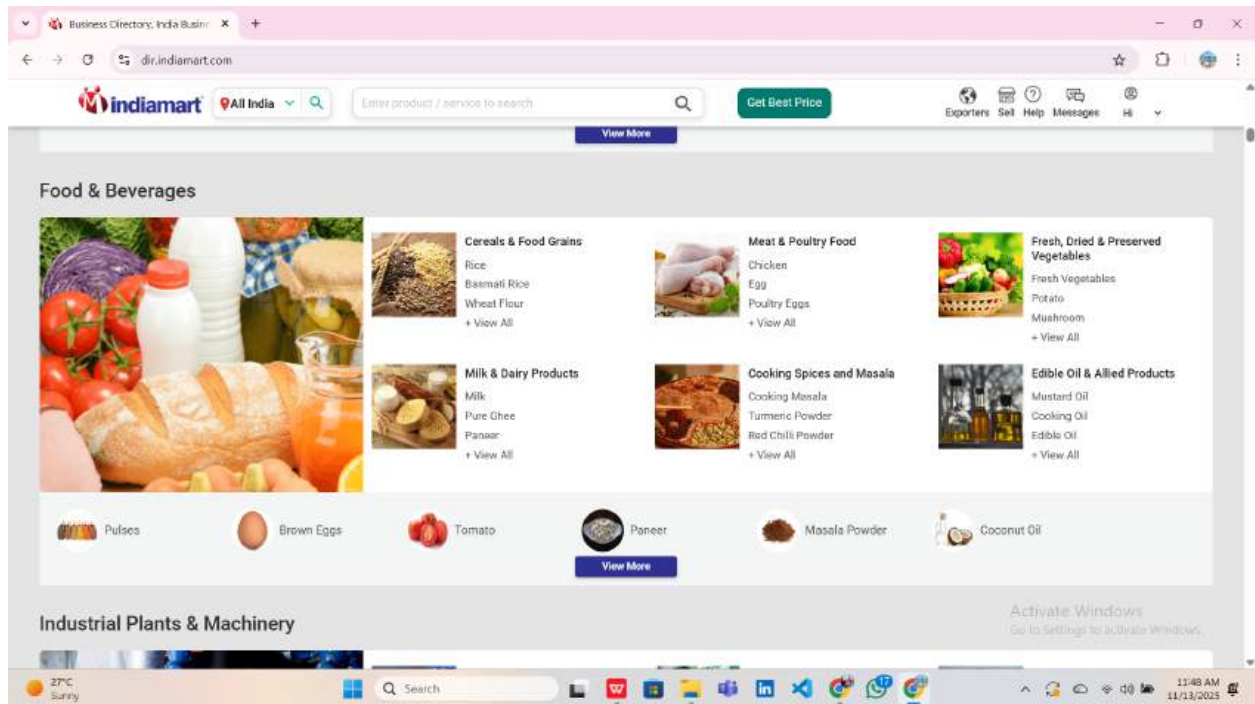 Business Directory, India Busine
dir.indiamart.com
indiamart
All India
Enter product / service to search
Get Best Price
Exporters Sell Help Messages Hi
View More
Food & Beverages
Cereals & Food Grains
Rice
Basmati Rice
Wheat Flour
+ View All
Meat & Poultry Food
Chicken
Egg
Poultry Eggs
+ View All
Fresh, Dried & Preserved
Vegetables
Fresh Vegetables
Potato
Mushroom
+ View All
Milk & Dairy Products
Milk
Pure Ghee
Paneer
+ View All
Cooking Spices and Masala
Cooking Masala
Turmeric Powder
Red Chilli Powder
+ View All
Edible Oil & Allied Products
Mustard Oil
Cooking Oil
Edible Oil
+ View All
Pulses Brown Eggs Tomato Paneer Masala Powder Coconut Oil
View More
Industrial Plants & Machinery
Activate Windows
Go to Settings to activate Windows.
27°C
Sunny
Search
17
11:48 AM
11/13/2025